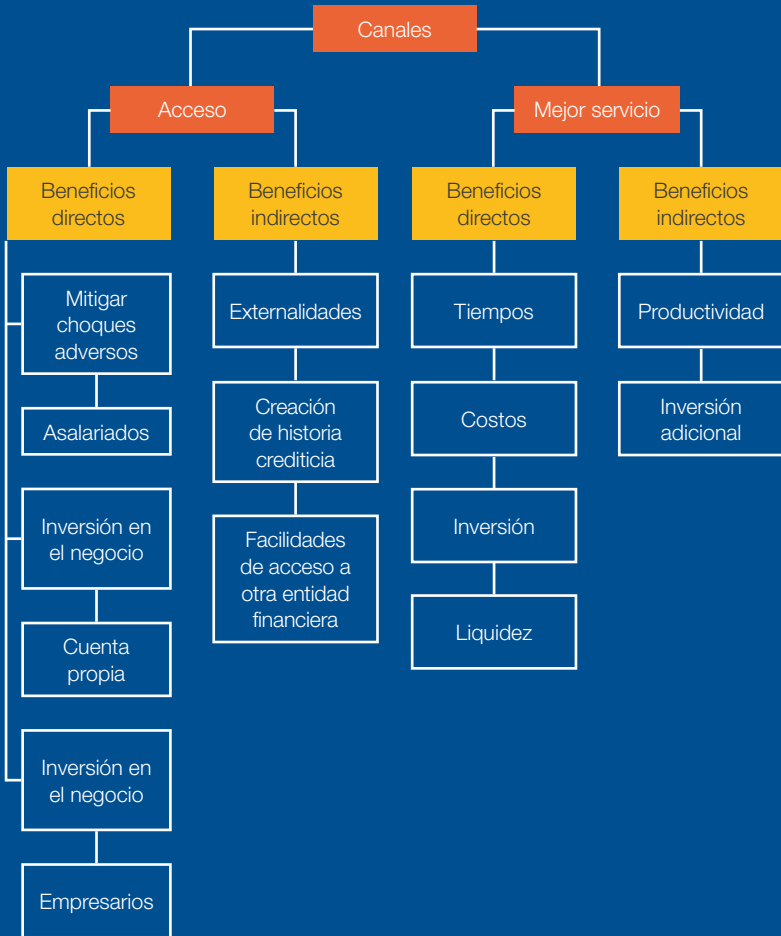 Canales
Acceso
Mejor servicio
Beneficios
directos
Beneficios
indirectos
Beneficios
directos
Beneficios
indirectos
Mitigar
choques
adversos
Asalariados
Inversión en
el negocio
Cuenta
propia
Inversión en
el negocio
Empresarios
Externalidades
Creación
de historia
crediticia
Facilidades
de acceso a
otra entidad
financiera
Tiempos
Costos
Inversión
Liquidez
Productividad
Inversión
adicional